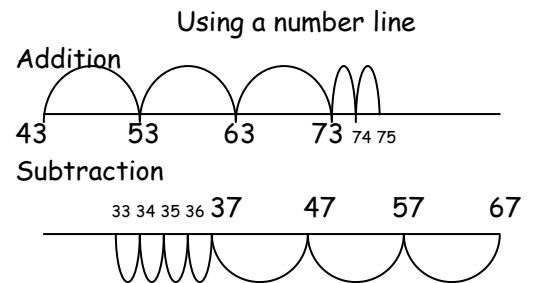 Using a number line
Addition
43 53 63 73 74 75
Subtraction
33 34 35 36 37 47 57 67